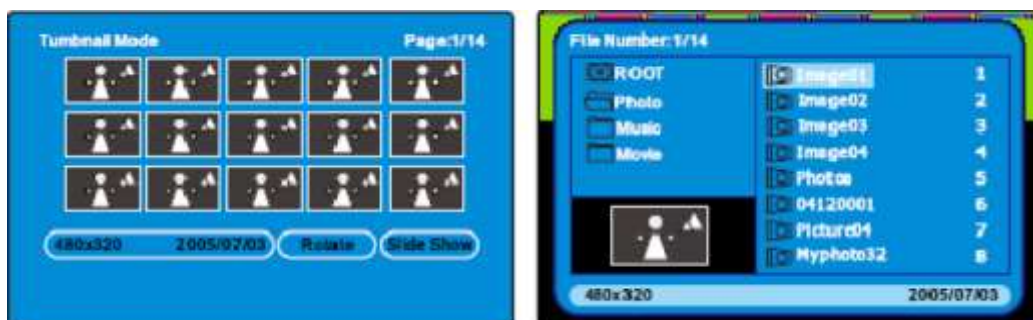 Tumbnail Mode Page:1/14
480x320 2005/07/03 Rotate Slide Show
File Number: 1/14
ROOT
Photo
Music
Movie
Image01 1
Image02 2
Image03 3
Image04 4
Photos 5
04120001 6
Picture04 7
Myphoto32 8
480x320 2005/07/03